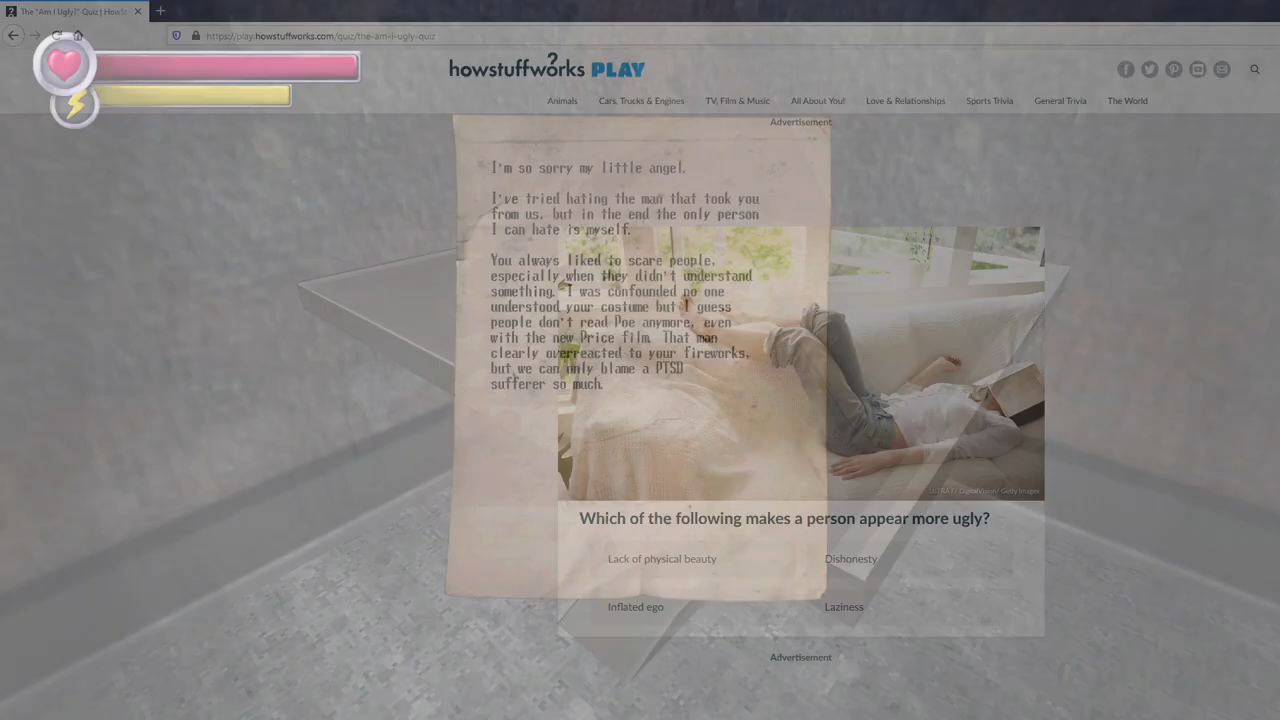 The "Am I Ugly?" Quiz | HowSt
https://play.howstuffworks.com/quiz/the-am-i-ugly-quiz
howstuffworks PLAY
Animals Cars, Trucks & Engines TV, Film & Music All About You! Love & Relationships Sports Trivia General Trivia The World
Advertisement
I'm so sorry my little angel.
I've tried hating the man that took you
from us, but in the end the only person
I can hate is myself.
You always liked to scare people,
especially when they didn't understand
something. I was confounded no one
understood your costume but I guess
people don't read Poe anymore, even
with the new Price film. That man
clearly overreacted to your fireworks,
but we can only blame a PTSD
sufferer so much.
Which of the following makes a person appear more ugly?
Lack of physical beauty
Dishonesty
Inflated ego
Laziness
Advertisement